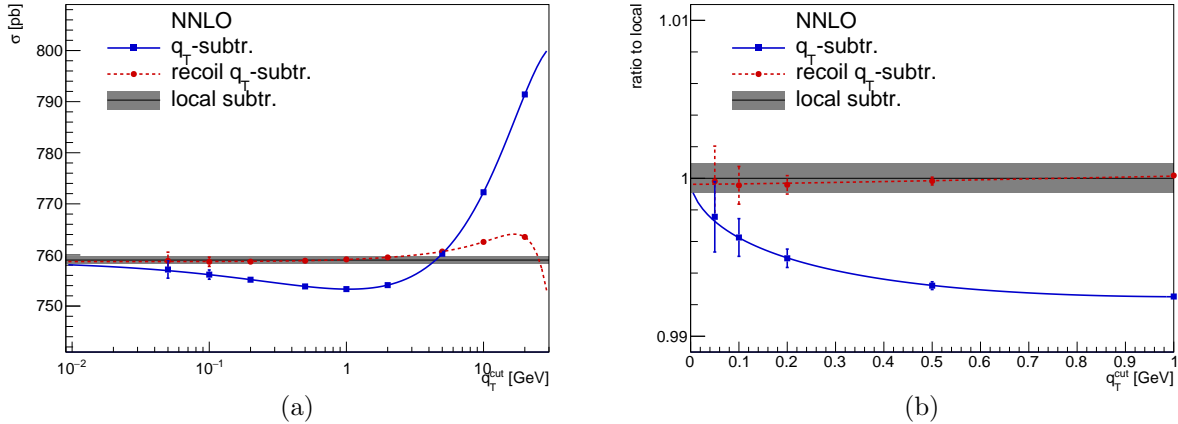 σ [pb]
800
790
780
770
760
750
NNLO
q_T-subtr.
recoil q_T-subtr.
local subtr.
10⁻² 10⁻¹ 1 10
q_T^cut [GeV]
(a)
ratio to local
1.01
1
0.99
NNLO
q_T-subtr.
recoil q_T-subtr.
local subtr.
0 0.1 0.2 0.3 0.4 0.5 0.6 0.7 0.8 0.9 1
q_T^cut [GeV]
(b)